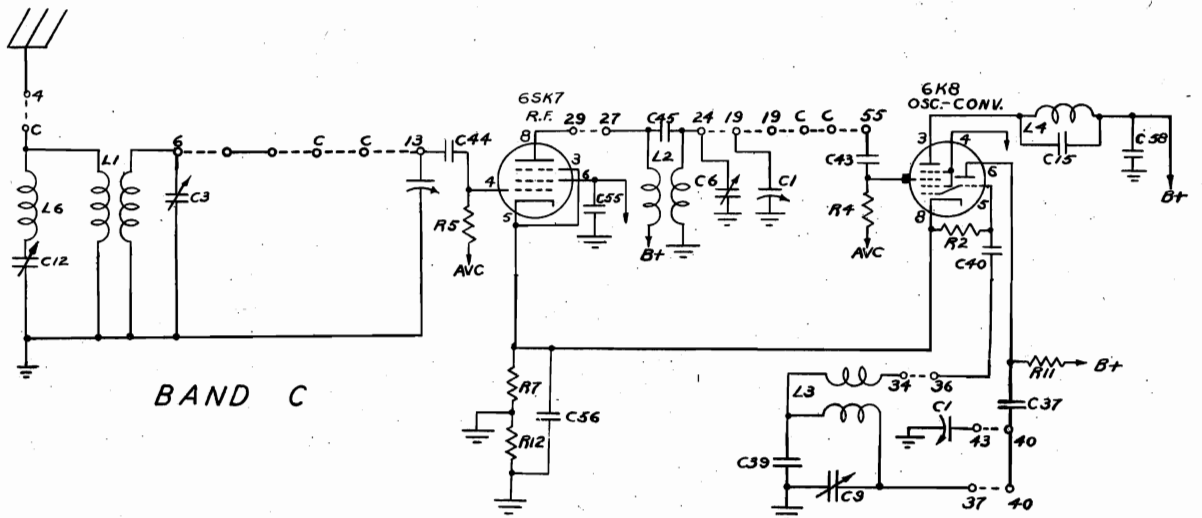 4
C
L1
6
C
C
13
C44
6SK7
R.F.
8
29
27
C45
24
19
19
C
C
55
6K8
OSC.-CONV.
3
4
L4
C15
C58
B+
L6
C3
C12
4
R5
AVC
3
6
5
C55
L2
B+
C6
C1
C43
R4
AVC
6
5
8
R2
C40
BAND C
R7
R12
C56
L3
34
36
R11
B+
C37
C1
43
40
C39
C9
37
40